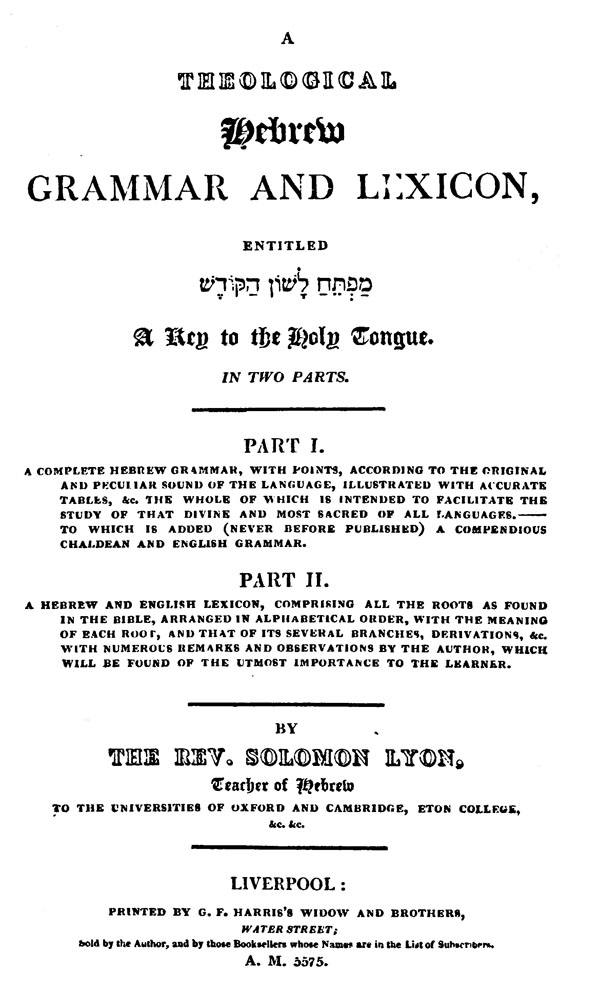 A
THEOLOGICAL
Hebrew
GRAMMAR AND LEXICON,
ENTITLED
מַפְתֵּחַ לָשׁוֹן הַקּוֹדֶשׁ
A Key to the Holy Tongue.
IN TWO PARTS.
PART I.
A COMPLETE HEBREW GRAMMAR, WITH POINTS, ACCORDING TO THE ORIGINAL
AND PECULIAR SOUND OF THE LANGUAGE, ILLUSTRATED WITH ACCURATE
TABLES, &c. THE WHOLE OF WHICH IS INTENDED TO FACILITATE THE
STUDY OF THAT DIVINE AND MOST SACRED OF ALL LANGUAGES.——
TO WHICH IS ADDED (NEVER BEFORE PUBLISHED) A COMPENDIOUS
CHALDEAN AND ENGLISH GRAMMAR.
PART II.
A HEBREW AND ENGLISH LEXICON, COMPRISING ALL THE ROOTS AS FOUND
IN THE BIBLE, ARRANGED IN ALPHABETICAL ORDER, WITH THE MEANING
OF EACH ROOT, AND THAT OF ITS SEVERAL BRANCHES, DERIVATIONS, &c.
WITH NUMEROUS REMARKS AND OBSERVATIONS BY THE AUTHOR, WHICH
WILL BE FOUND OF THE UTMOST IMPORTANCE TO THE LEARNER.
BY
THE REV. SOLOMON LYON,
Teacher of Hebrew
TO THE UNIVERSITIES OF OXFORD AND CAMBRIDGE, ETON COLLEGE,
&c. &c.
LIVERPOOL:
PRINTED BY G. F. HARRIS'S WIDOW AND BROTHERS,
WATER STREET;
Sold by the Author, and by those Booksellers whose Names are in the List of Subscribers.
A. M. 5575.